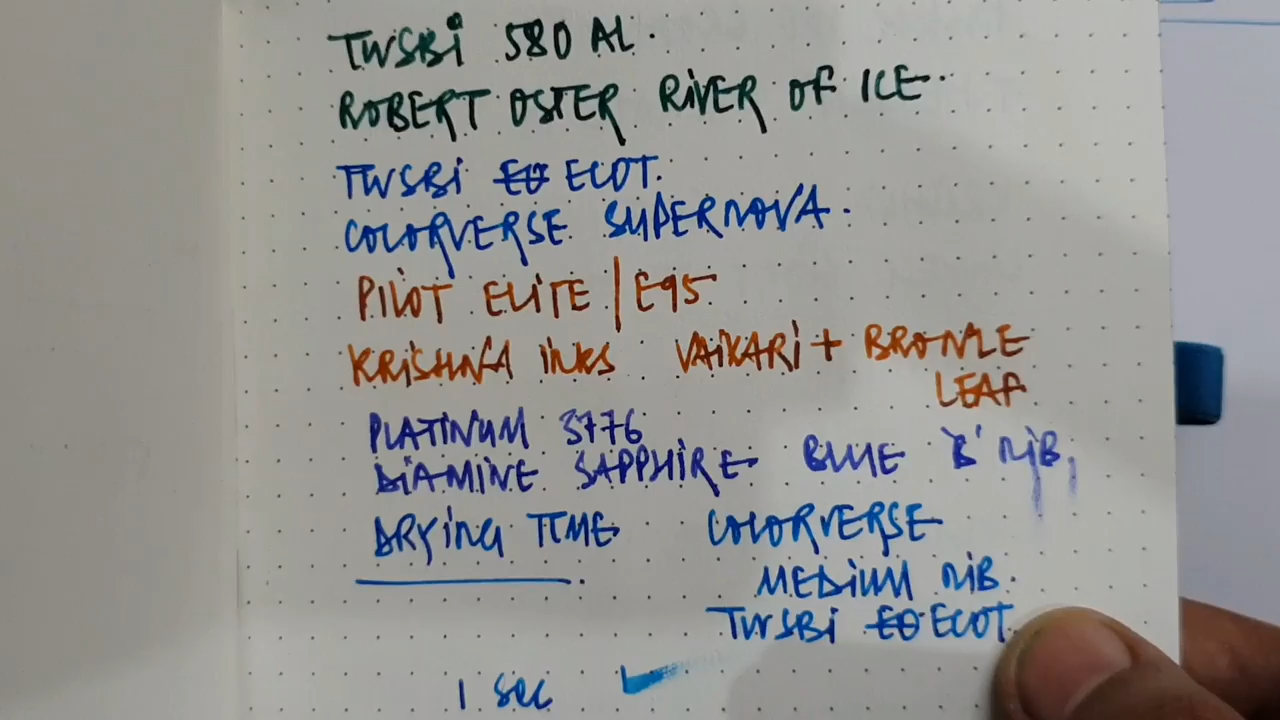 TWSBi 580 AL.
ROBERT OSTER RiVER OF ICE.
TWSBi EO ECOT.
COLORVERSE SUPERNOVA.
PILOT ELITE | E95
KRISHNA INKS VAIKARI + BRONZE
LEAF
PLATINUM 3776
DIAMINE SAPPHIRE BLUE 'B' NIB,
DRYING TIME COLORVERSE
MEDIUM NIB.
TWSBi EO ECOT.
1 SEC